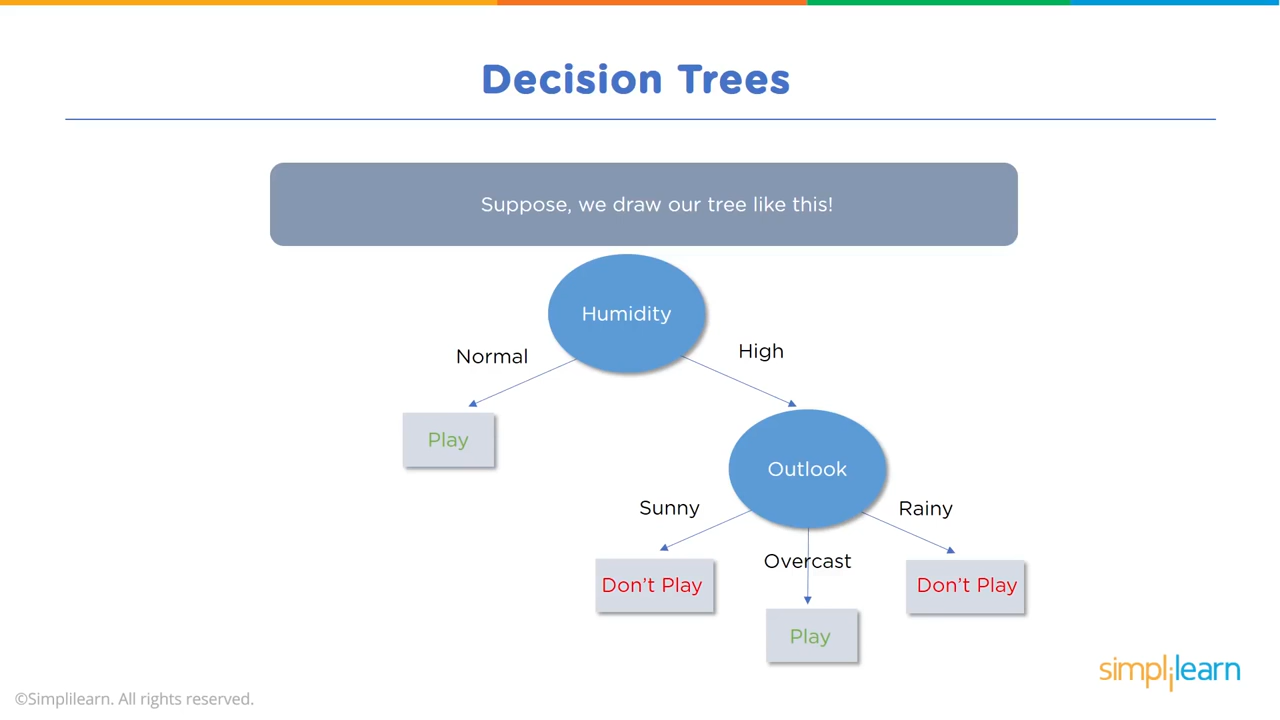 Decision Trees
Suppose, we draw our tree like this!
Humidity
Normal
High
Play
Outlook
Sunny
Rainy
Overcast
Don’t Play
Don’t Play
Play
simplilearn
©Simplilearn. All rights reserved.